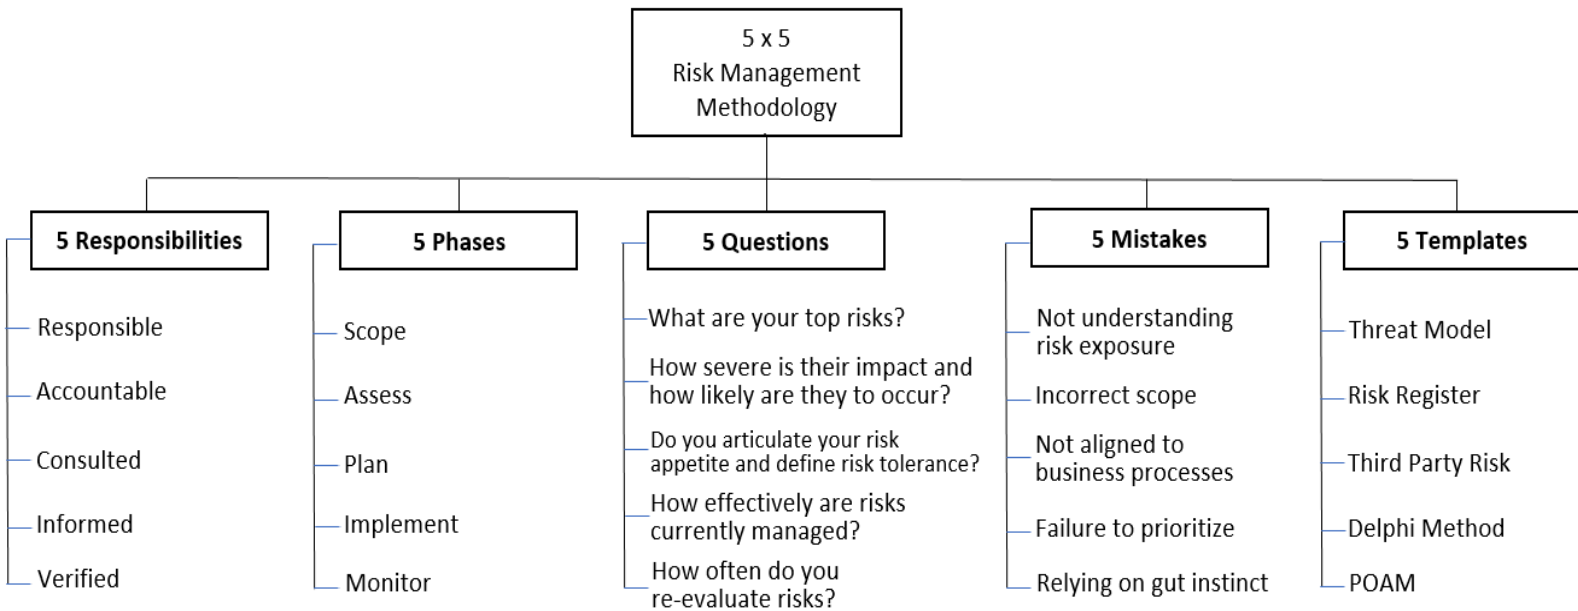 5 x 5
Risk Management
Methodology
5 Responsibilities
Responsible
Accountable
Consulted
Informed
Verified
5 Phases
Scope
Assess
Plan
Implement
Monitor
5 Questions
What are your top risks?
How severe is their impact and
how likely are they to occur?
Do you articulate your risk
appetite and define risk tolerance?
How effectively are risks
currently managed?
How often do you
re-evaluate risks?
5 Mistakes
Not understanding
risk exposure
Incorrect scope
Not aligned to
business processes
Failure to prioritize
Relying on gut instinct
5 Templates
Threat Model
Risk Register
Third Party Risk
Delphi Method
POAM